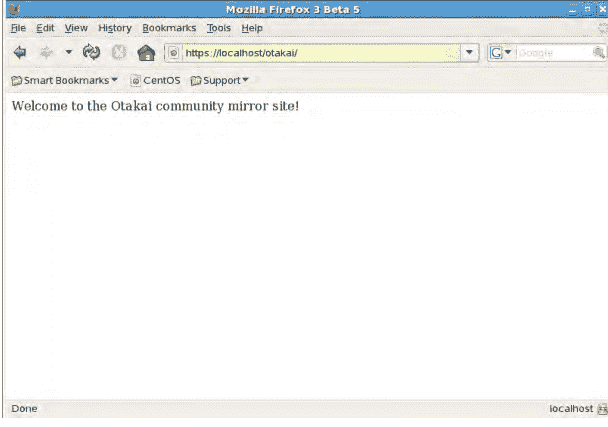 Mozilla Firefox 3 Beta 5
File Edit View History Bookmarks Tools Help
https://localhost/otakai/ G Google
Smart Bookmarks CentOS Support
Welcome to the Otakai community mirror site!
Done localhost